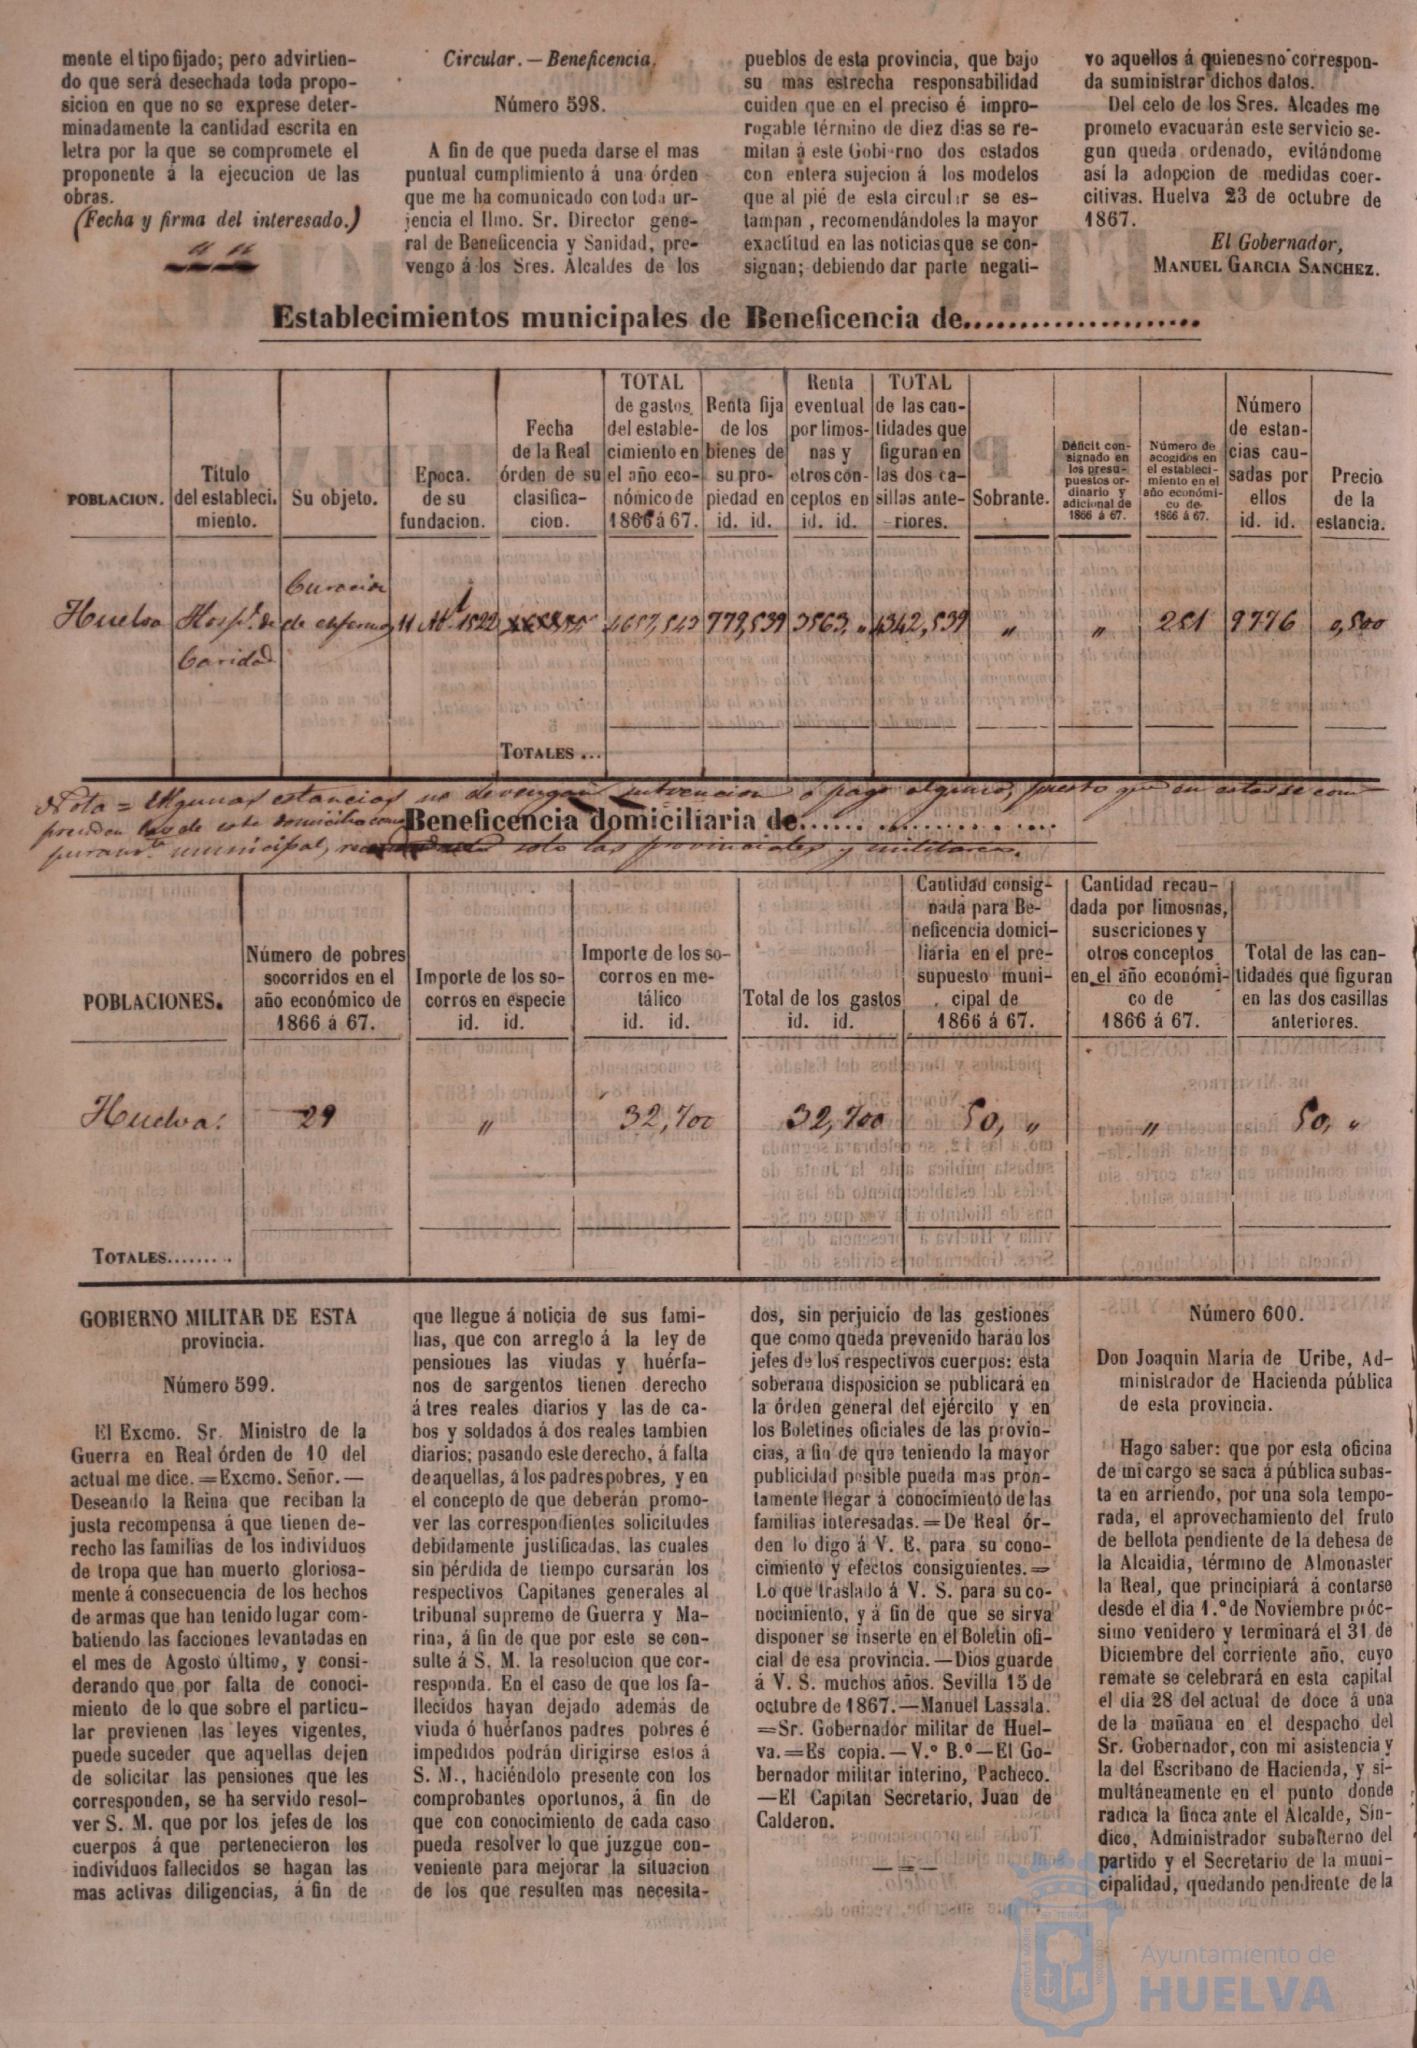 mente el tipo fijado; pero advirtien-
do que será desechada toda propo-
sicion en que no se exprese deter-
minadamente la cantidad escrita en
letra por la que se compromete el
proponente á la ejecucion de las
obras.
(Fecha y firma del interesado.)
Circular.—Beneficencia.
Número 598.
A fin de que pueda darse el mas
puntual cumplimiento á una órden
que me ha comunicado con toda ur-
jencia el Ilmo. Sr. Director gene-
ral de Beneficencia y Sanidad, pre-
vengo á los Sres. Alcaldes de los
pueblos de esta provincia, que bajo
su mas estrecha responsabilidad
cuiden que en el preciso é impro-
rogable término de diez dias se re-
mitan á este Gobierno dos estados
con entera sujecion á los modelos
que al pié de esta circular se es-
tampan, recomendándoles la mayor
exactitud en las noticias que se con-
signan; debiendo dar parte negati-
vo aquellos á quienes no correspon-
da suministrar dichos datos.
Del celo de los Sres. Alcades me
prometo evacuarán este servicio se-
gun queda ordenado, evitándome
así la adopcion de medidas coer-
citivas. Huelva 23 de octubre de
1867.
El Gobernador,
MANUEL GARCIA SANCHEZ.
Establecimientos municipales de Beneficencia de.....................
POBLACION.
Título
del estableci-
miento.
Su objeto.
Epoca.
de su
fundacion.
Fecha
de la Real
órden de su
clasifica-
cion.
TOTAL
de gastos
del estable-
cimiento en
el año eco-
nómico de
1866 á 67.
Renta fija
de los
bienes de
su pro-
piedad en
id. id.
Renta
eventual
por limos-
nas y
otros con-
ceptos en
id. id.
TOTAL
de las can-
tidades que
figuran en
las dos ca-
sillas ante-
riores.
Sobrante.
Déficit con-
signado en
los presu-
puestos or-
dinario y
adicional de
1866 á 67.
Número de
acogidos en
el estableci-
miento en el
año económi-
co de
1866 á 67.
Número
de estan-
cias cau-
sadas por
ellos
id. id.
Precio
de la
estancia.
Curacion
Huelva Hospl. de de enfermos 779,539 3563, „ 4342,539 „ „ 251 9776 0,500
Caridad
TOTALES...
Nota = Algunas estancias no devengan subvencion o pago alguno, puesto que en estas se com-
prenden las de este domicilio como
municipal, solo las provinciales y militares.
Beneficencia domiciliaria de..................
POBLACIONES.
Número de pobres
socorridos en el
año económico de
1866 á 67.
Importe de los so-
corros en especie
id. id.
Importe de los so-
corros en me-
tálico
id. id.
Total de los gastos
id. id.
Cantidad consig-
nada para Be-
neficencia domici-
liaria en el pre-
supuesto muni-
cipal de
1866 á 67.
Cantidad recau-
dada por limosnas,
suscriciones y
otros conceptos
en el año económi-
co de
1866 á 67.
Total de las can-
tidades que figuran
en las dos casillas
anteriores.
Huelva. 29 „ 32,700 32,700 50, „ „ 50, „
TOTALES........
GOBIERNO MILITAR DE ESTA
provincia.
Número 599.
El Excmo. Sr. Ministro de la
Guerra en Real órden de 10 del
actual me dice.=Excmo. Señor.—
Deseando la Reina que reciban la
justa recompensa á que tienen de-
recho las familias de los individuos
de tropa que han muerto gloriosa-
mente á consecuencia de los hechos
de armas que han tenido lugar com-
batiendo las facciones levantadas en
el mes de Agosto último, y consi-
derando que por falta de conoci-
miento de lo que sobre el particu-
lar previenen las leyes vigentes,
puede suceder que aquellas dejen
de solicitar las pensiones que les
corresponden, se ha servido resol-
ver S. M. que por los jefes de los
cuerpos á que pertenecieron los
individuos fallecidos se hagan las
mas activas diligencias, á fin de
que llegue á noticia de sus fami-
lias, que con arreglo á la ley de
pensiones las viudas y huérfa-
nos de sargentos tienen derecho
á tres reales diarios y las de ca-
bos y soldados á dos reales tambien
diarios; pasando este derecho, á falta
de aquellas, á los padres pobres, y en
el concepto de que deberán promo-
ver las correspondientes solicitudes
debidamente justificadas, las cuales
sin pérdida de tiempo cursarán los
respectivos Capitanes generales al
tribunal supremo de Guerra y Ma-
rina, á fin de que por este se con-
sulte á S. M. la resolucion que cor-
responda. En el caso de que los fa-
llecidos hayan dejado además de
viuda ó huérfanos padres pobres é
impedidos podrán dirigirse estos á
S. M., haciéndolo presente con los
comprobantes oportunos, á fin de
que con conocimiento de cada caso
pueda resolver lo que juzgue con-
veniente para mejorar la situacion
de los que resulten mas necesita-
dos, sin perjuicio de las gestiones
que como queda prevenido harán los
jefes de los respectivos cuerpos: esta
soberana disposicion se publicará en
la órden general del ejército y en
los Boletines oficiales de las provin-
cias, a fin de que teniendo la mayor
publicidad posible pueda mas pron-
tamente llegar á conocimiento de las
familias interesadas.=De Real ór-
den lo digo á V. E. para su cono-
cimiento y efectos consiguientes.=
Lo que traslado á V. S. para su co-
nocimiento, y á fin de que se sirva
disponer se inserte en el Boletin ofi-
cial de esa provincia.—Dios guarde
á V. S. muchos años. Sevilla 15 de
octubre de 1867.—Manuel Lassala.
=Sr. Gobernador militar de Huel-
va.=Es copia.—V.º B.º—El Go-
bernador militar interino, Pacheco.
—El Capitan Secretario, Juan de
Calderon.
Número 600.
Don Joaquin María de Uribe, Ad-
ministrador de Hacienda pública
de esta provincia.
Hago saber: que por esta oficina
de mi cargo se saca á pública subas-
ta en arriendo, por una sola tempo-
rada, el aprovechamiento del fruto
de bellota pendiente de la dehesa de
la Alcaidia, término de Almonaster
la Real, que principiará á contarse
desde el dia 1.º de Noviembre próc-
simo venidero y terminará el 31 de
Diciembre del corriente año, cuyo
remate se celebrará en esta capital
el dia 28 del actual de doce á una
de la mañana en el despacho del
Sr. Gobernador, con mi asistencia y
la del Escribano de Hacienda, y si-
multáneamente en el punto donde
radica la finca ante el Alcalde, Sín-
dico, Administrador subalterno del
partido y el Secretario de la muni-
cipalidad, quedando pendiente de la
Ayuntamiento de
HUELVA